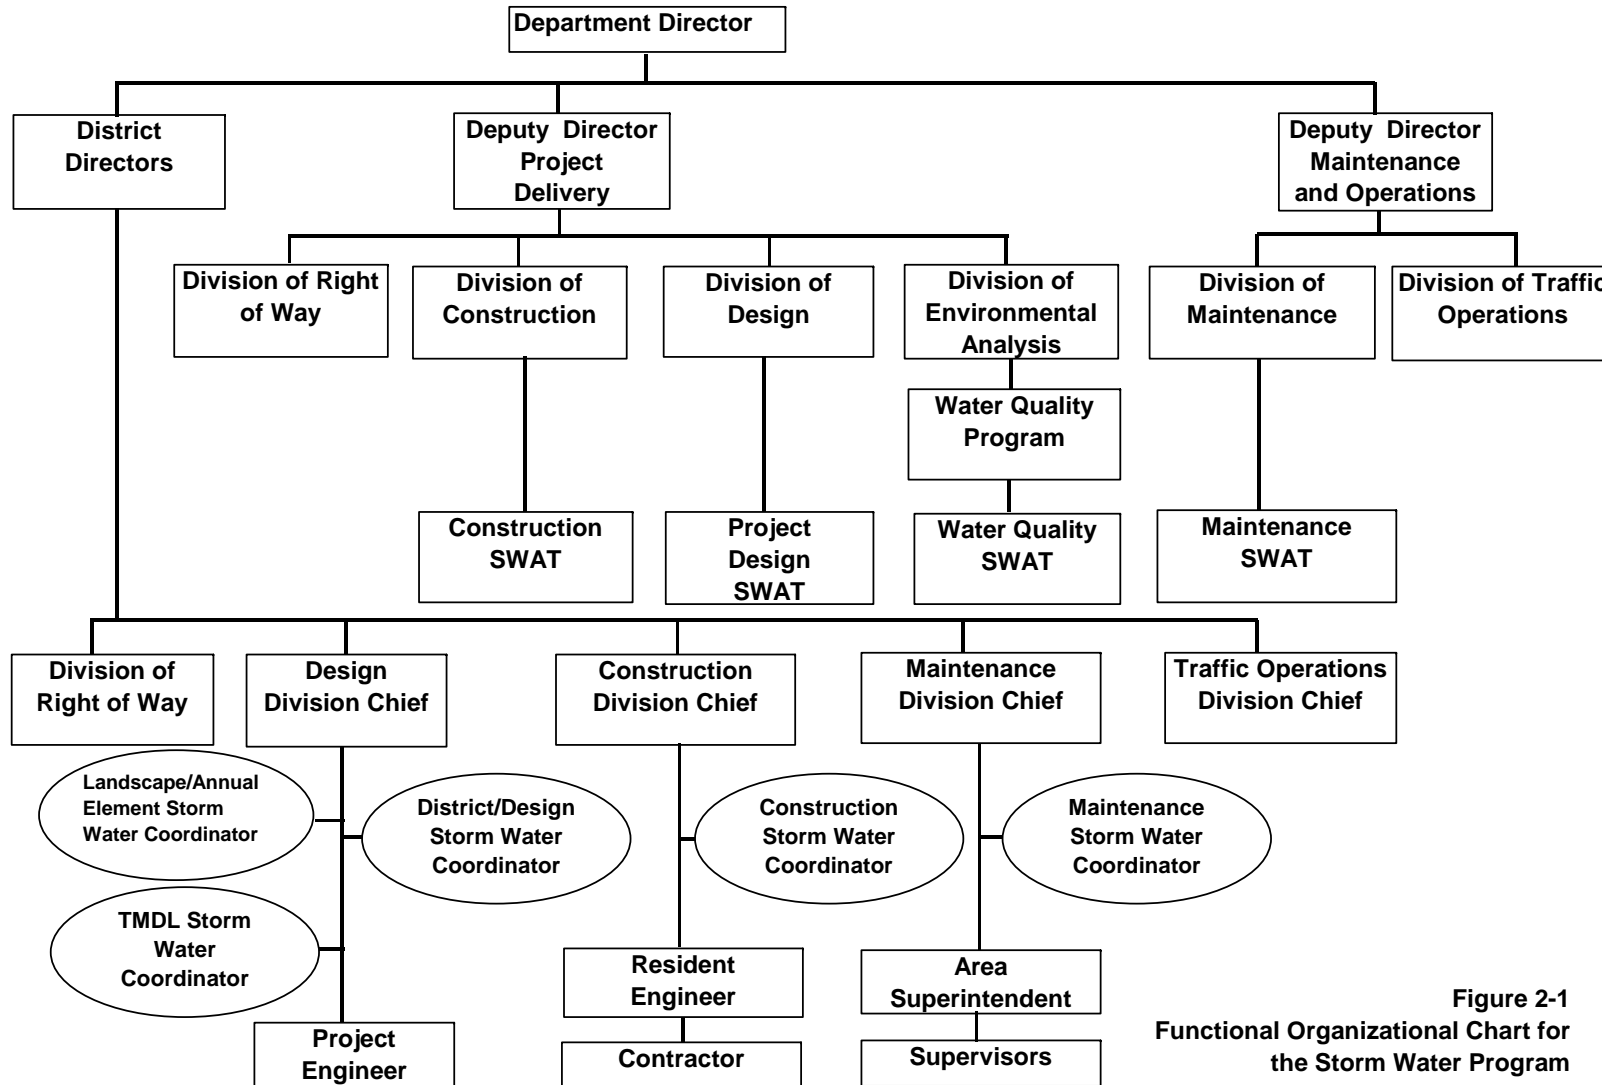 Department Director
District
Directors
Deputy Director
Project
Delivery
Deputy Director
Maintenance
and Operations
Division of Right
of Way
Division of
Construction
Division of
Design
Division of
Environmental
Analysis
Division of
Maintenance
Division of Traffic
Operations
Water Quality
Program
Construction
SWAT
Project
Design
SWAT
Water Quality
SWAT
Maintenance
SWAT
Division of
Right of Way
Design
Division Chief
Construction
Division Chief
Maintenance
Division Chief
Traffic Operations
Division Chief
Landscape/Annual
Element Storm
Water Coordinator
District/Design
Storm Water
Coordinator
Construction
Storm Water
Coordinator
Maintenance
Storm Water
Coordinator
TMDL Storm
Water
Coordinator
Resident
Engineer
Area
Superintendent
Project
Engineer
Contractor
Supervisors
Figure 2-1
Functional Organizational Chart for
the Storm Water Program